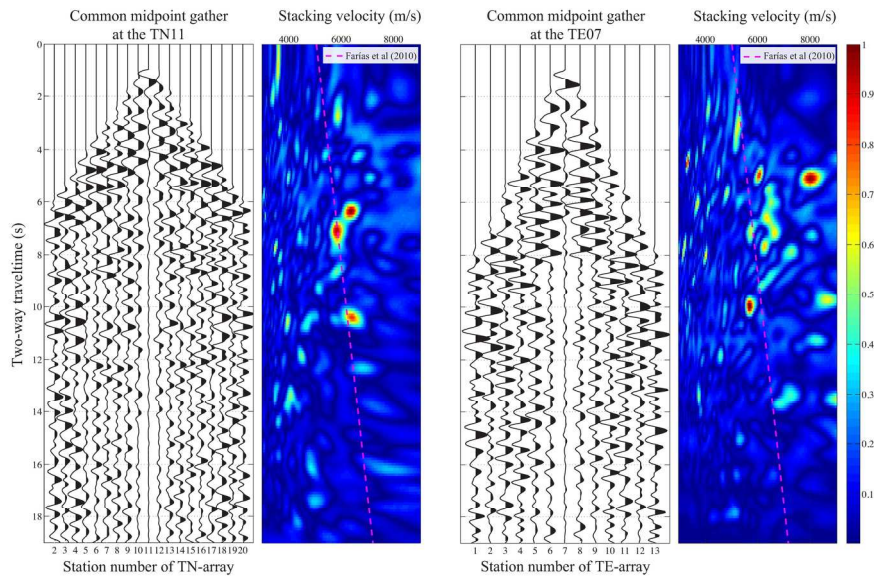 Common midpoint gather
at the TN11
Stacking velocity (m/s)
4000 6000 8000
Farías et al (2010)
Common midpoint gather
at the TE07
Stacking velocity (m/s)
4000 6000 8000
Farías et al (2010)
Two-way traveltime (s)
0
2
4
6
8
10
12
14
16
18
1
0.9
0.8
0.7
0.6
0.5
0.4
0.3
0.2
0.1
2 3 4 5 6 7 8 9 10 11 12 13 14 15 16 17 18 19 20
Station number of TN-array
1 2 3 4 5 6 7 8 9 10 11 12 13
Station number of TE-array